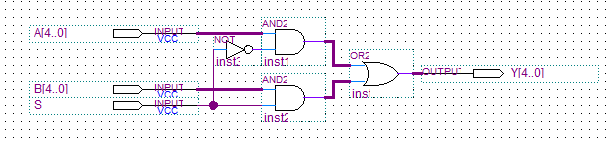 AND2
A[4..0] INPUT VCC NOT OR2
inst inst
AND2 OUTPUT Y[4..0]
B[4..0] INPUT VCC ins
S INPUT VCC inst